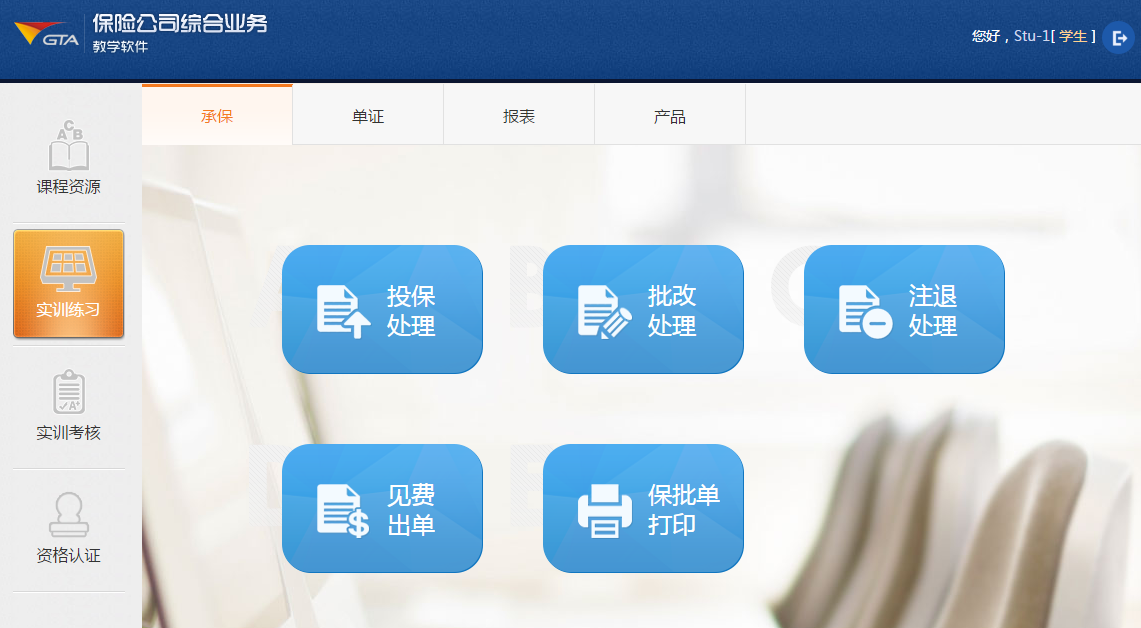 GTA
保险公司综合业务
教学软件
您好，Stu-1[ 学生 ]
课程资源
实训练习
实训考核
资格认证
承保
单证
报表
产品
投保
处理
批改
处理
注退
处理
见费
出单
保批单
打印